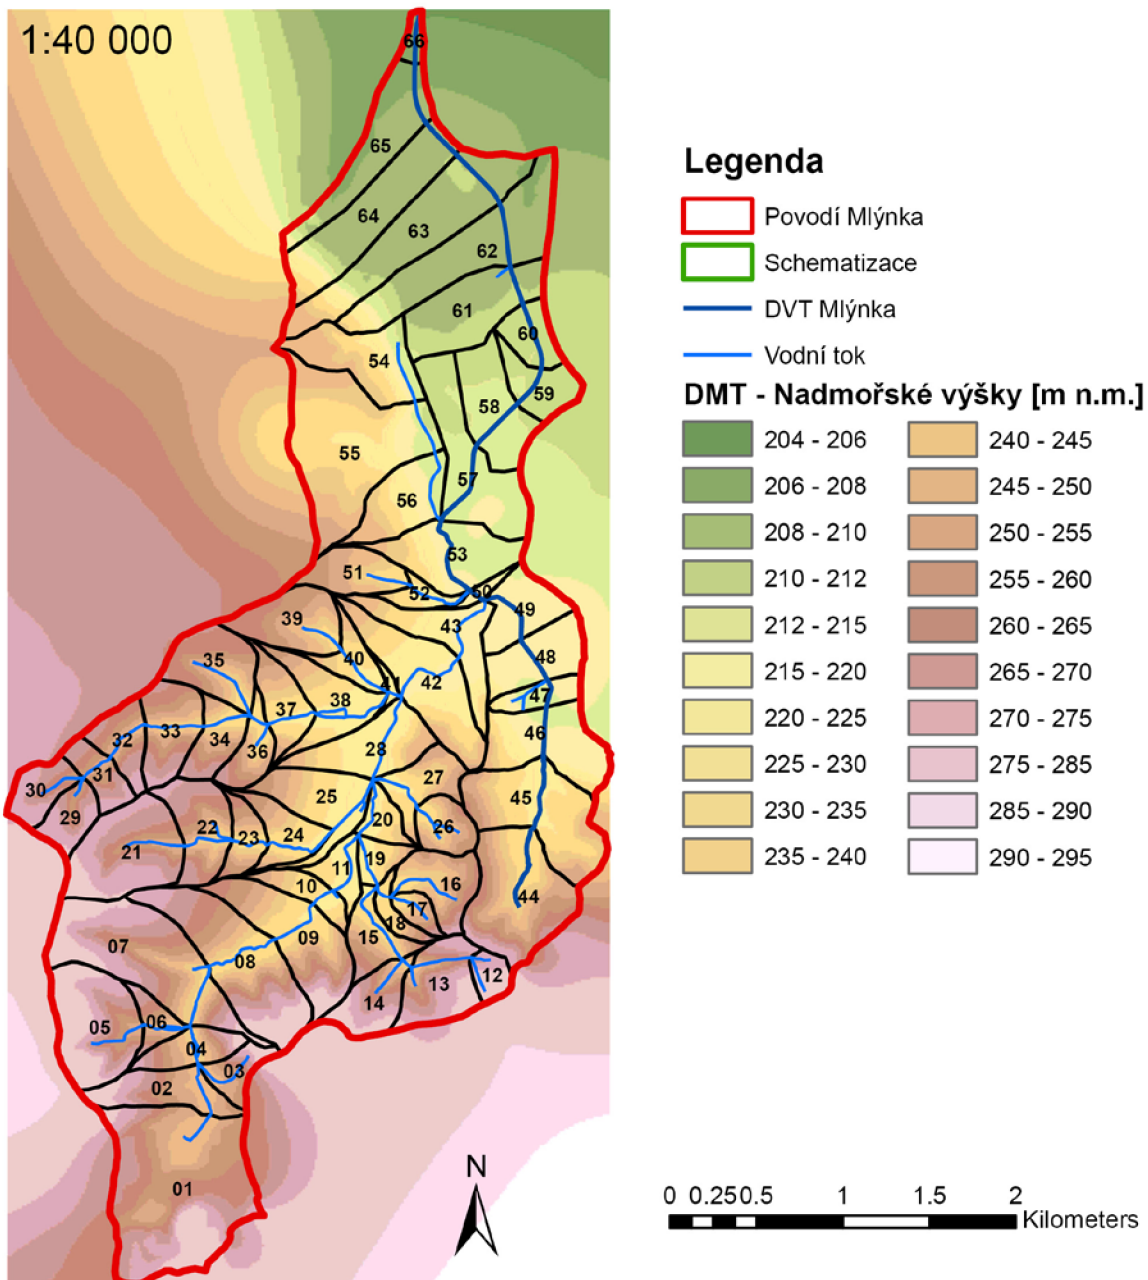 1:40 000
66
65
64
63
62
61
60
54
59
58
55
57
56
53
51
52
50
49
39
43
48
40
35
41
42
47
38
37
33
34
32
36
46
28
31
30
27
29
25
45
22
20
26
23
24
21
19
11
16
10
44
17
18
09
15
07
08
12
13
14
05
06
04
03
02
01
N
Legenda
Povodí Mlýnka
Schematizace
DVT Mlýnka
Vodní tok
DMT - Nadmořské výšky [m n.m.]
204 - 206
206 - 208
208 - 210
210 - 212
212 - 215
215 - 220
220 - 225
225 - 230
230 - 235
235 - 240
240 - 245
245 - 250
250 - 255
255 - 260
260 - 265
265 - 270
270 - 275
275 - 285
285 - 290
290 - 295
0 0.25 0.5 1 1.5 2
Kilometers